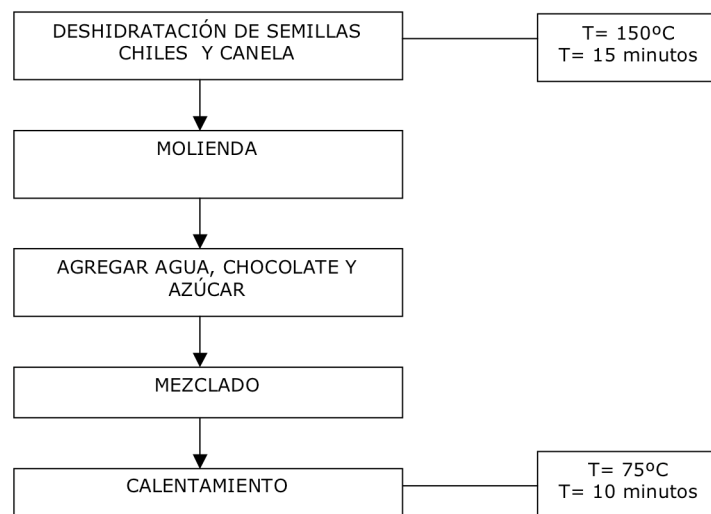 DESHIDRATACIÓN DE SEMILLAS
CHILES Y CANELA
T= 150ºC
T= 15 minutos
MOLIENDA
AGREGAR AGUA, CHOCOLATE Y
AZÚCAR
MEZCLADO
CALENTAMIENTO
T= 75ºC
T= 10 minutos